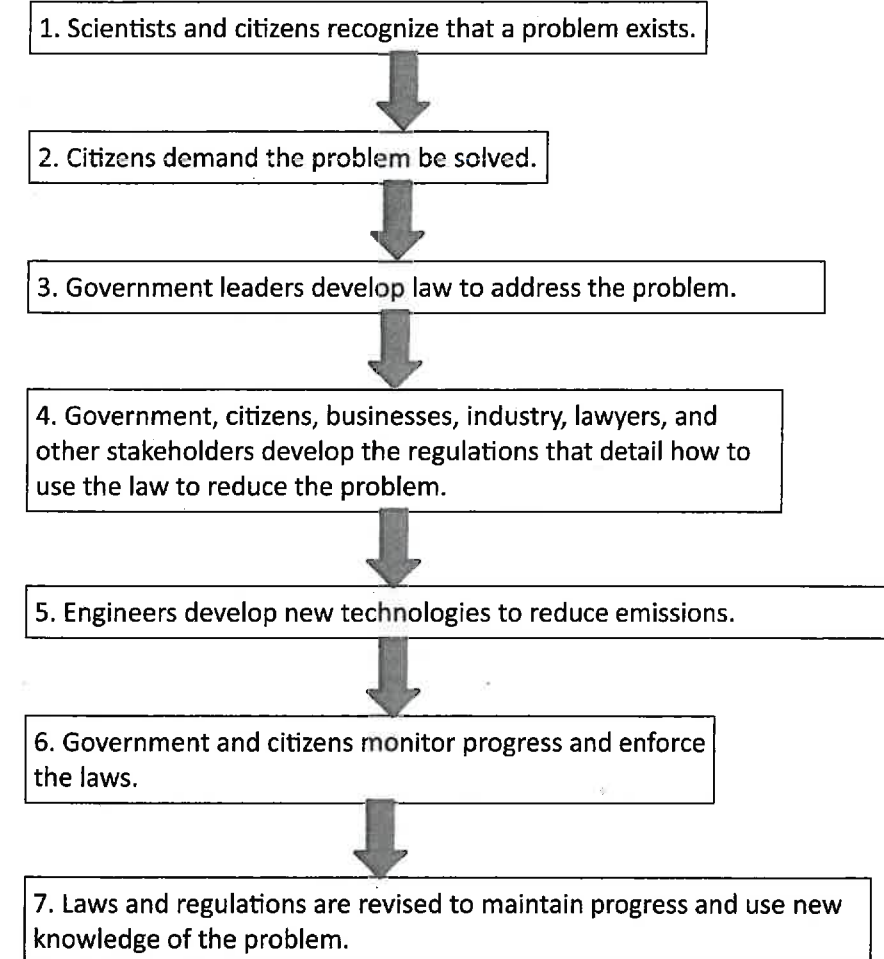 1. Scientists and citizens recognize that a problem exists.
2. Citizens demand the problem be solved.
3. Government leaders develop law to address the problem.
4. Government, citizens, businesses, industry, lawyers, and
other stakeholders develop the regulations that detail how to
use the law to reduce the problem.
5. Engineers develop new technologies to reduce emissions.
6. Government and citizens monitor progress and enforce
the laws.
7. Laws and regulations are revised to maintain progress and use new
knowledge of the problem.